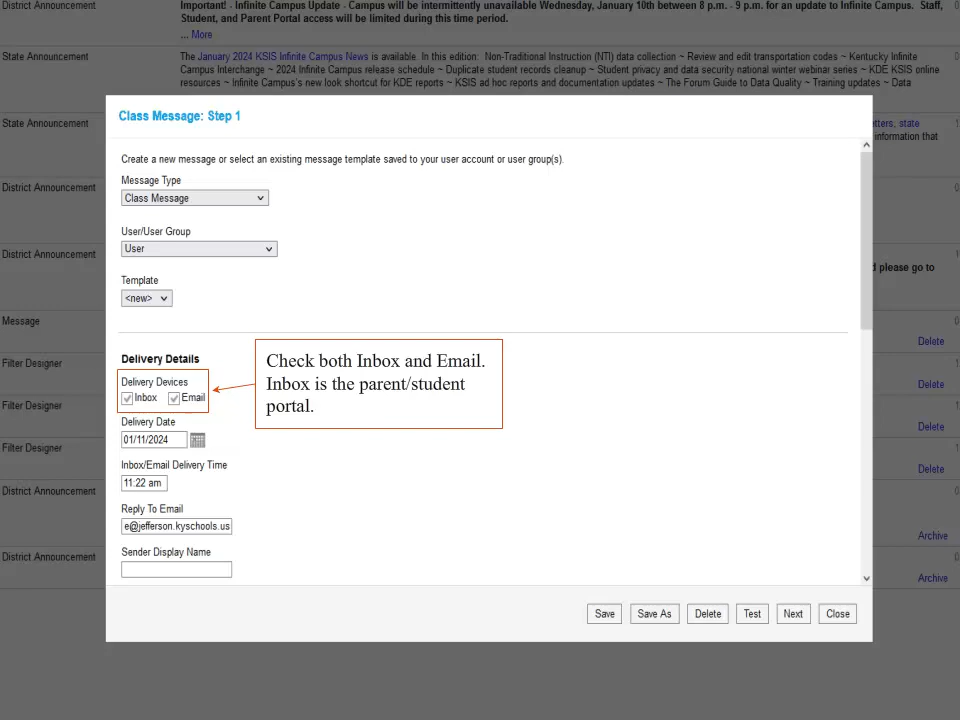 District Announcement
Important! - Infinite Campus Update - Campus will be intermittently unavailable Wednesday, January 10th between 8 p.m. - 9 p.m. for an update to Infinite Campus. Staff,
Student, and Parent Portal access will be limited during this time period.
... More
State Announcement
The January 2024 KSIS Infinite Campus News is available. In this edition: Non-Traditional Instruction (NTI) data collection ~ Review and edit transportation codes ~ Kentucky Infinite
Campus Interchange ~ 2024 Infinite Campus release schedule ~ Duplicate student records cleanup ~ Student privacy and data security national winter webinar series ~ KDE KSIS online
resources ~ Infinite Campus's new look shortcut for KDE reports ~ KSIS ad hoc reports and documentation updates ~ The Forum Guide to Data Quality ~ Training updates ~ Data
State Announcement
tters, state
information that
District Announcement
District Announcement
d please go to
Message
Delete
Filter Designer
Delete
Filter Designer
Delete
Filter Designer
Delete
District Announcement
Archive
District Announcement
Archive
Class Message: Step 1
Create a new message or select an existing message template saved to your user account or user group(s).
Message Type
Class Message
User/User Group
User
Template
<new>
Delivery Details
Delivery Devices
Inbox Email
Check both Inbox and Email.
Inbox is the parent/student
portal.
Delivery Date
01/11/2024
Inbox/Email Delivery Time
11:22 am
Reply To Email
e@jefferson.kyschools.us
Sender Display Name
Save Save As Delete Test Next Close